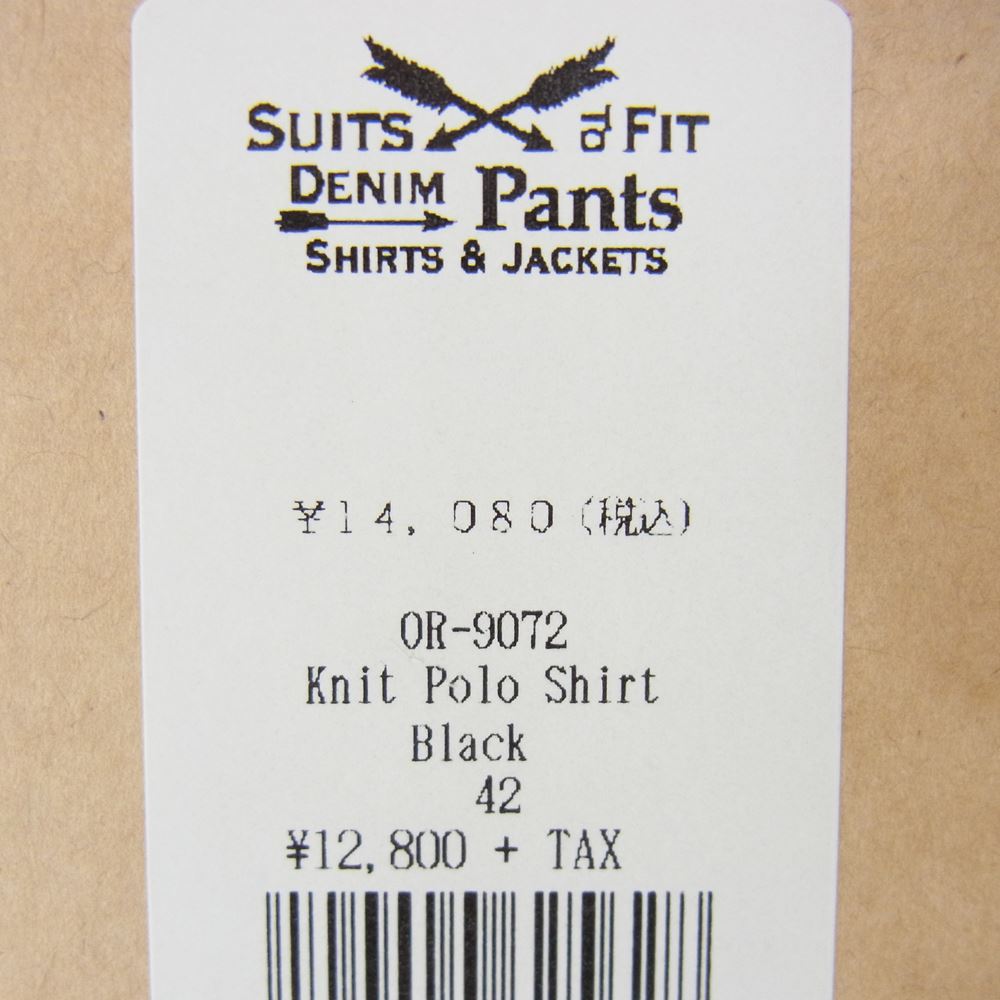 SUITS to FIT
DENIM Pants
SHIRTS & JACKETS
¥14,080(税込)
OR-9072
Knit Polo Shirt
Black
42
¥12,800 + TAX